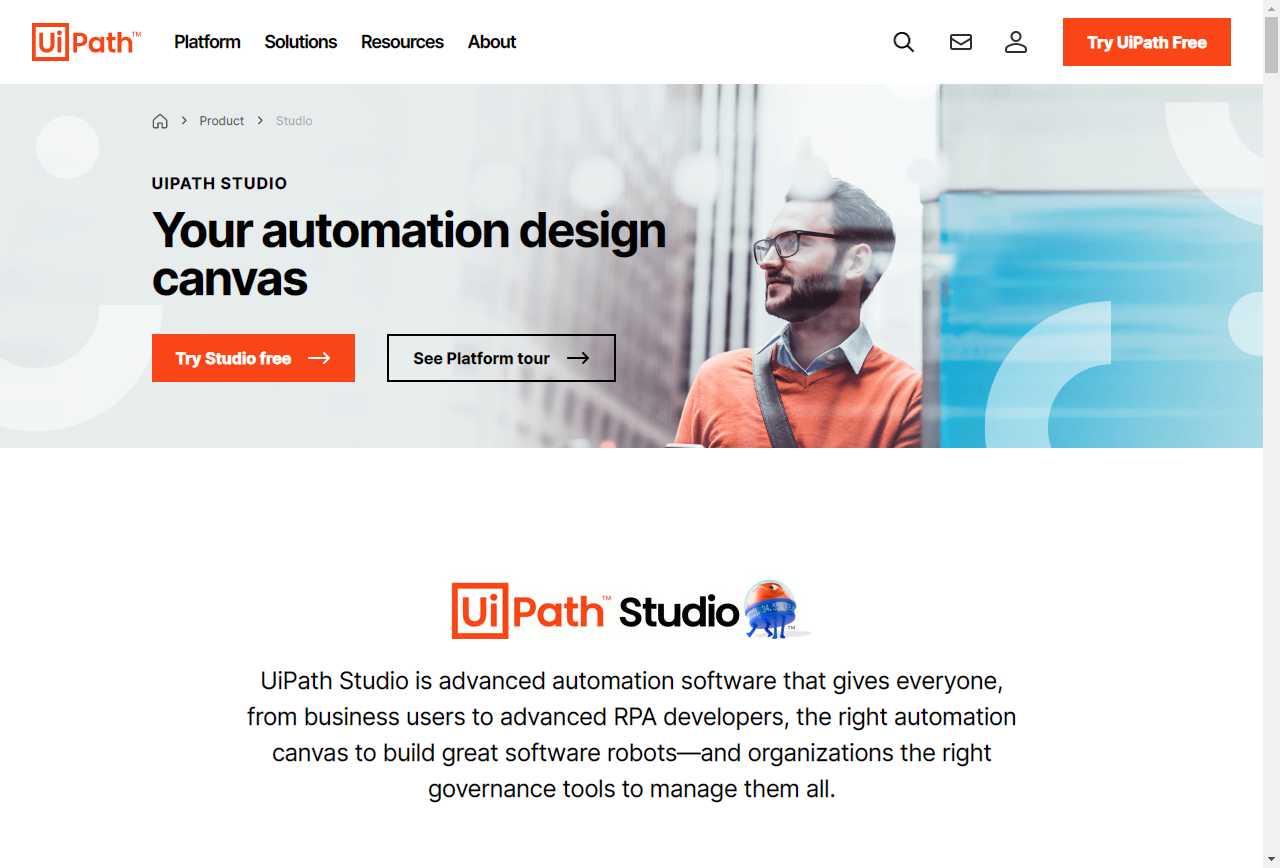 UiPath™ Platform Solutions Resources About Try UiPath Free
Product Studio
UIPATH STUDIO
Your automation design
canvas
Try Studio free See Platform tour
UiPath™ Studio™
UiPath Studio is advanced automation software that gives everyone,
from business users to advanced RPA developers, the right automation
canvas to build great software robots—and organizations the right
governance tools to manage them all.